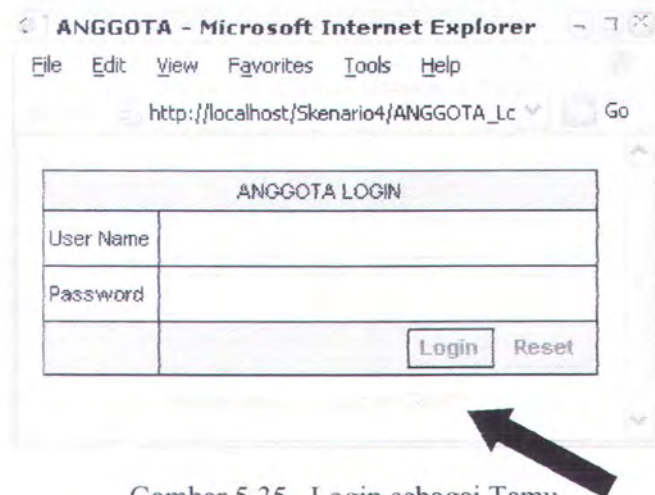 ANGGOTA - Microsoft Internet Explorer
File Edit View Favorites Tools Help
http://localhost/Skenario4/ANGGOTA_Lo Go
ANGGOTA LOGIN
User Name
Password
Login Reset
Gambar 5.35 Login sebagai Tamu